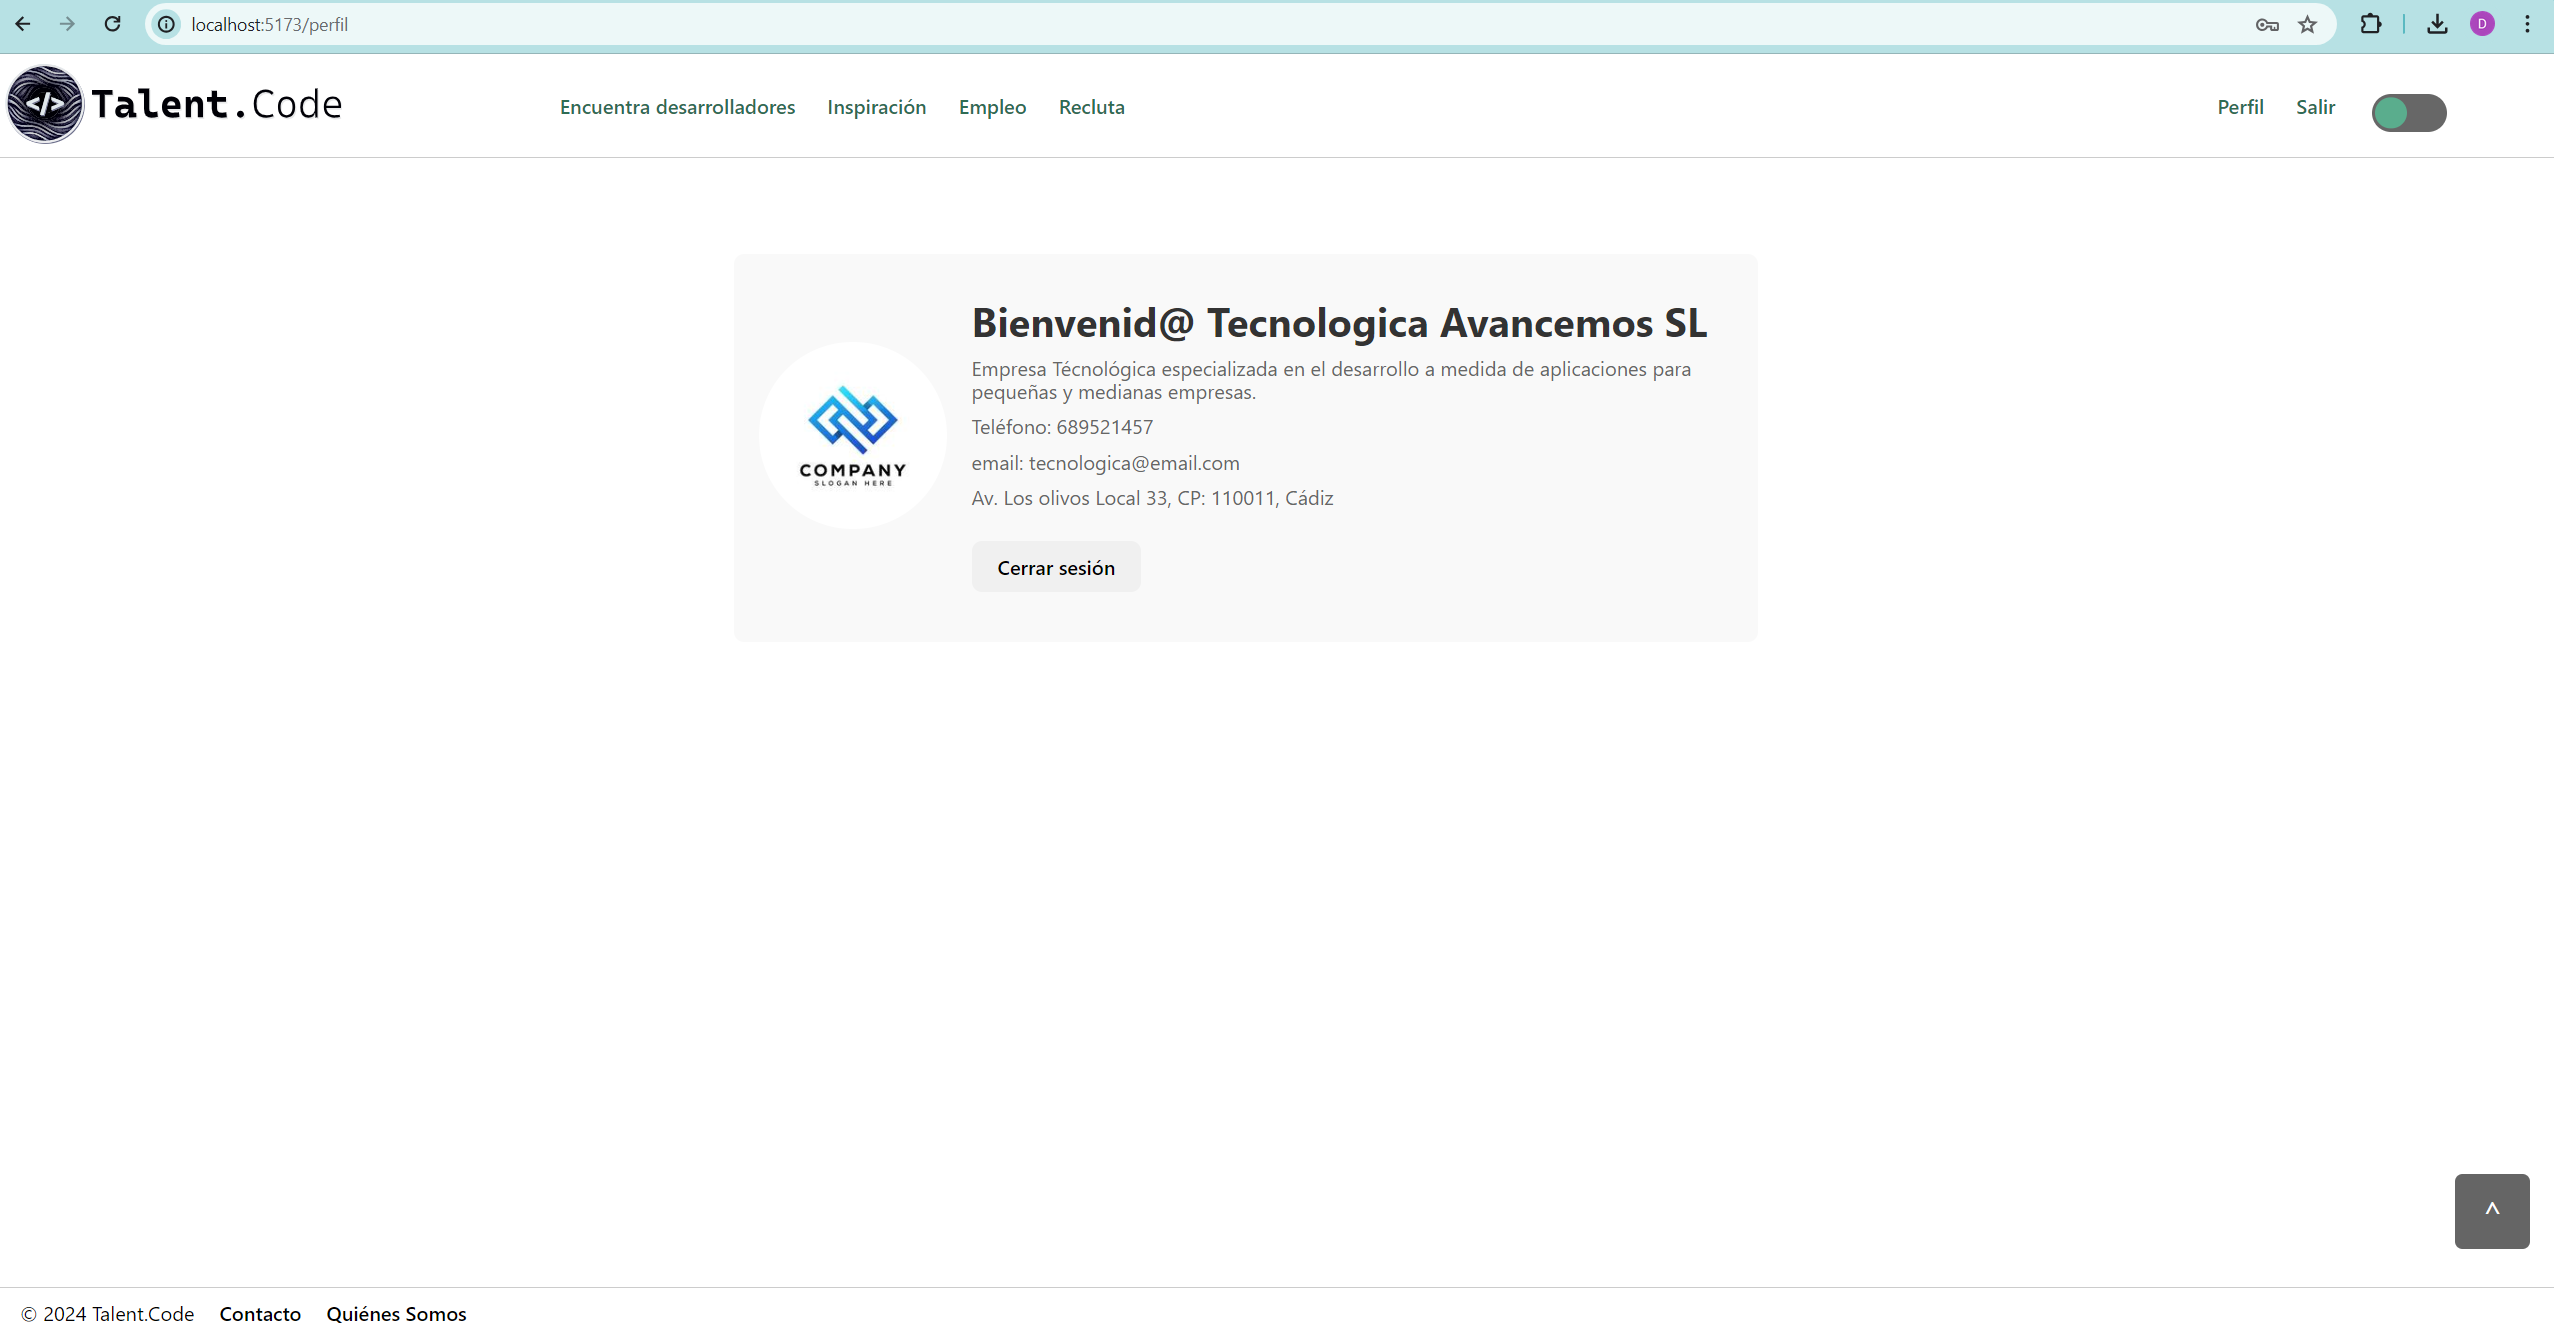 localhost:5173/perfil
D
</> Talent.Code
Encuentra desarrolladores Inspiración Empleo Recluta Perfil Salir
Bienvenid@ Tecnologica Avancemos SL
Empresa Técnológica especializada en el desarrollo a medida de aplicaciones para
pequeñas y medianas empresas.
Teléfono: 689521457
email: tecnologica@email.com
Av. Los olivos Local 33, CP: 110011, Cádiz
COMPANY
SLOGAN HERE
Cerrar sesión
^
© 2024 Talent.Code Contacto Quiénes Somos